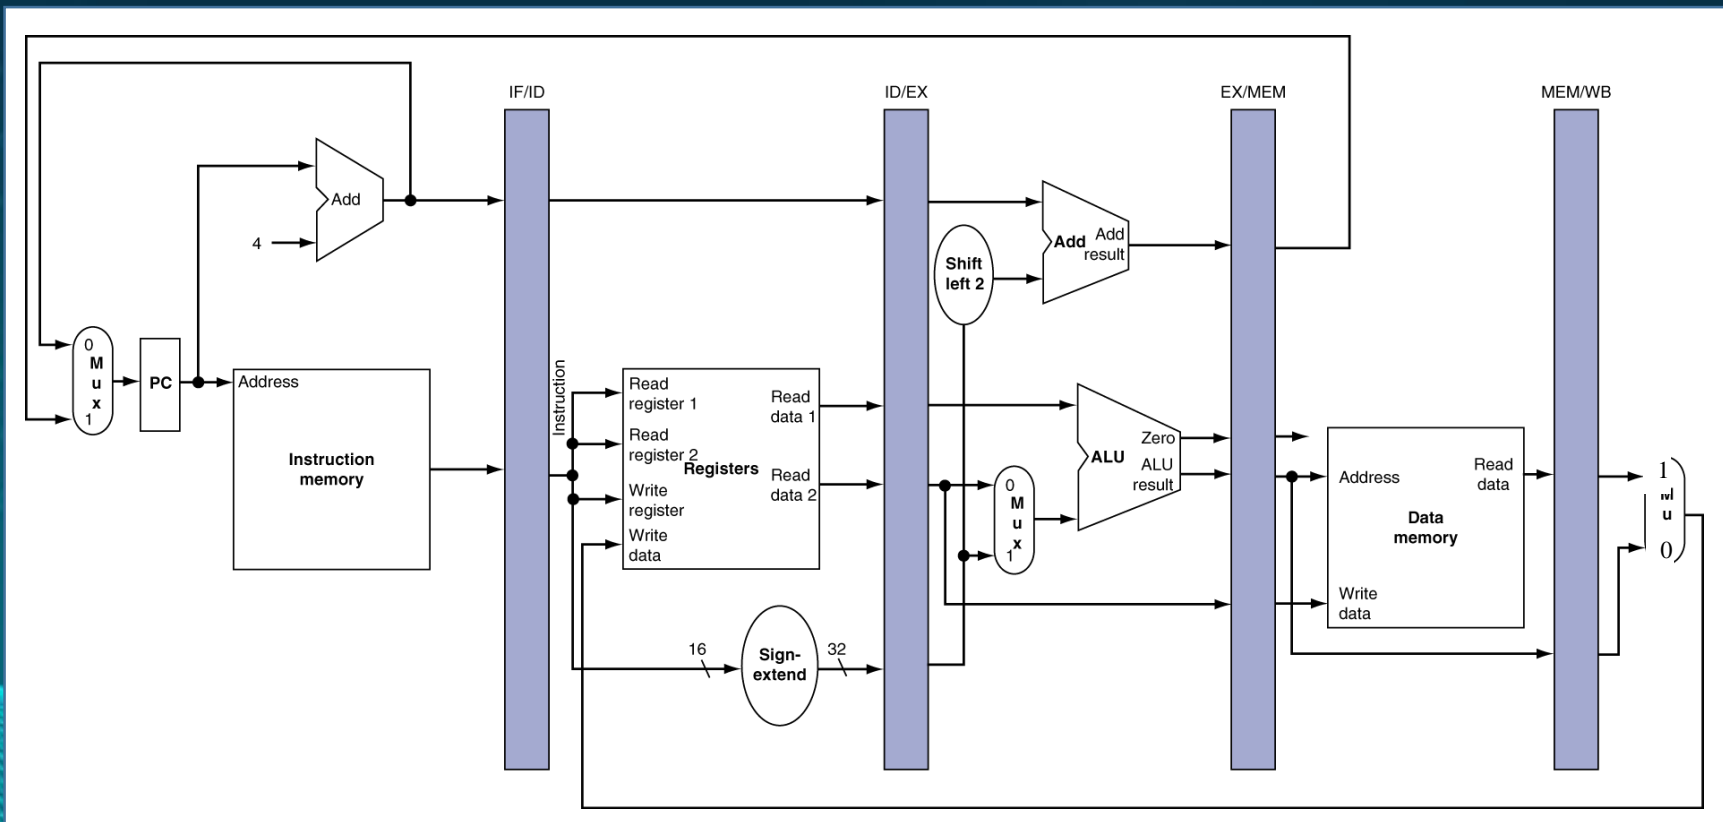 IF/ID
ID/EX
EX/MEM
MEM/WB
Add
4
Shift
left 2
Add
Add
result
0
M
u
x
1
PC
Address
Instruction
memory
Instruction
Read
register 1
Read
register 2
Write
register
Write
data
Registers
Read
data 1
Read
data 2
16
Sign-
extend
32
0
M
u
x
1
ALU
Zero
ALU
result
Address
Read
data
Data
memory
Write
data
1
u
0